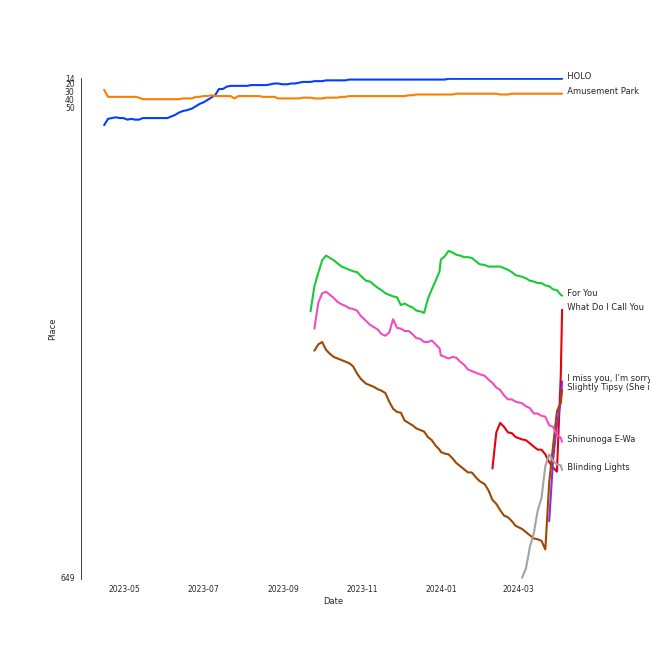 14
20
30
40
50
649
Place
HOLO
Amusement Park
For You
What Do I Call You
I miss you, I'm sorry
Slightly Tipsy (She i
Shinunoga E-Wa
Blinding Lights
2023-05
2023-07
2023-09
2023-11
2024-01
2024-03
Date